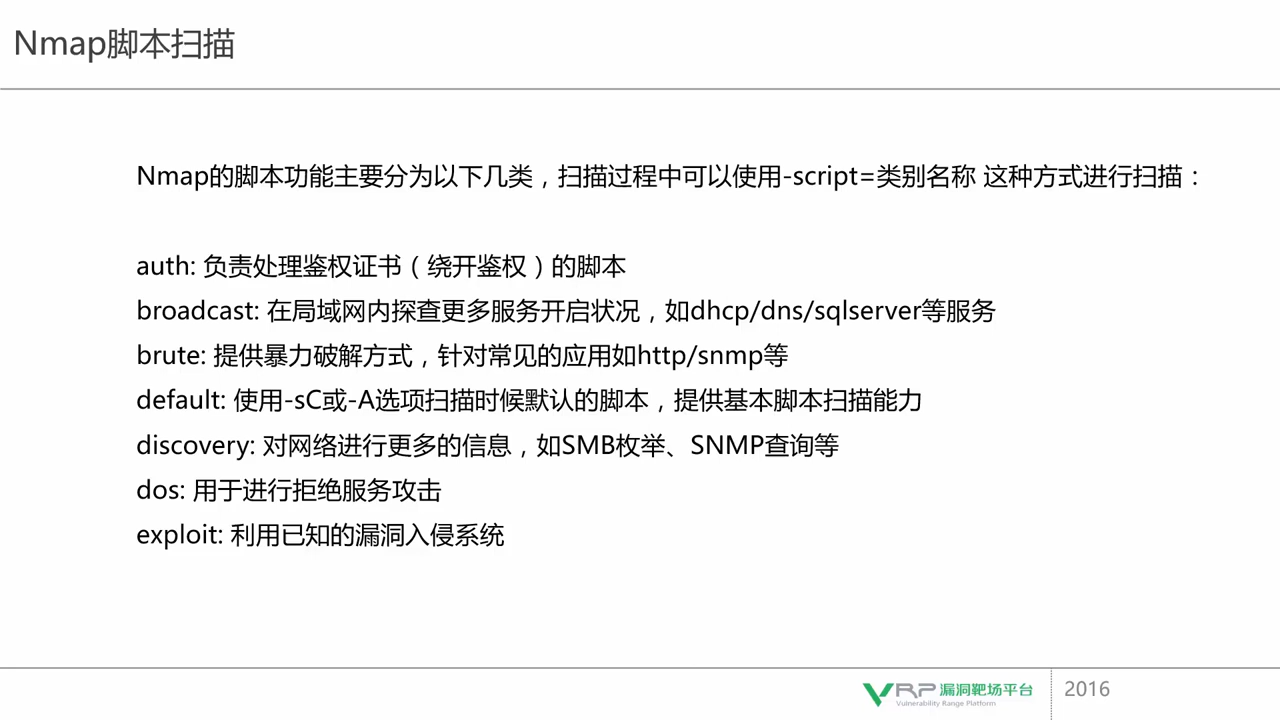 Nmap脚本扫描
Nmap的脚本功能主要分为以下几类，扫描过程中可以使用-script=类别名称 这种方式进行扫描：
auth: 负责处理鉴权证书（绕开鉴权）的脚本
broadcast: 在局域网内探查更多服务开启状况，如dhcp/dns/sqlserver等服务
brute: 提供暴力破解方式，针对常见的应用如http/snmp等
default: 使用-sC或-A选项扫描时候默认的脚本，提供基本脚本扫描能力
discovery: 对网络进行更多的信息，如SMB枚举、SNMP查询等
dos: 用于进行拒绝服务攻击
exploit: 利用已知的漏洞入侵系统
VRP 漏洞靶场平台
Vulnerability Range Platform
2016